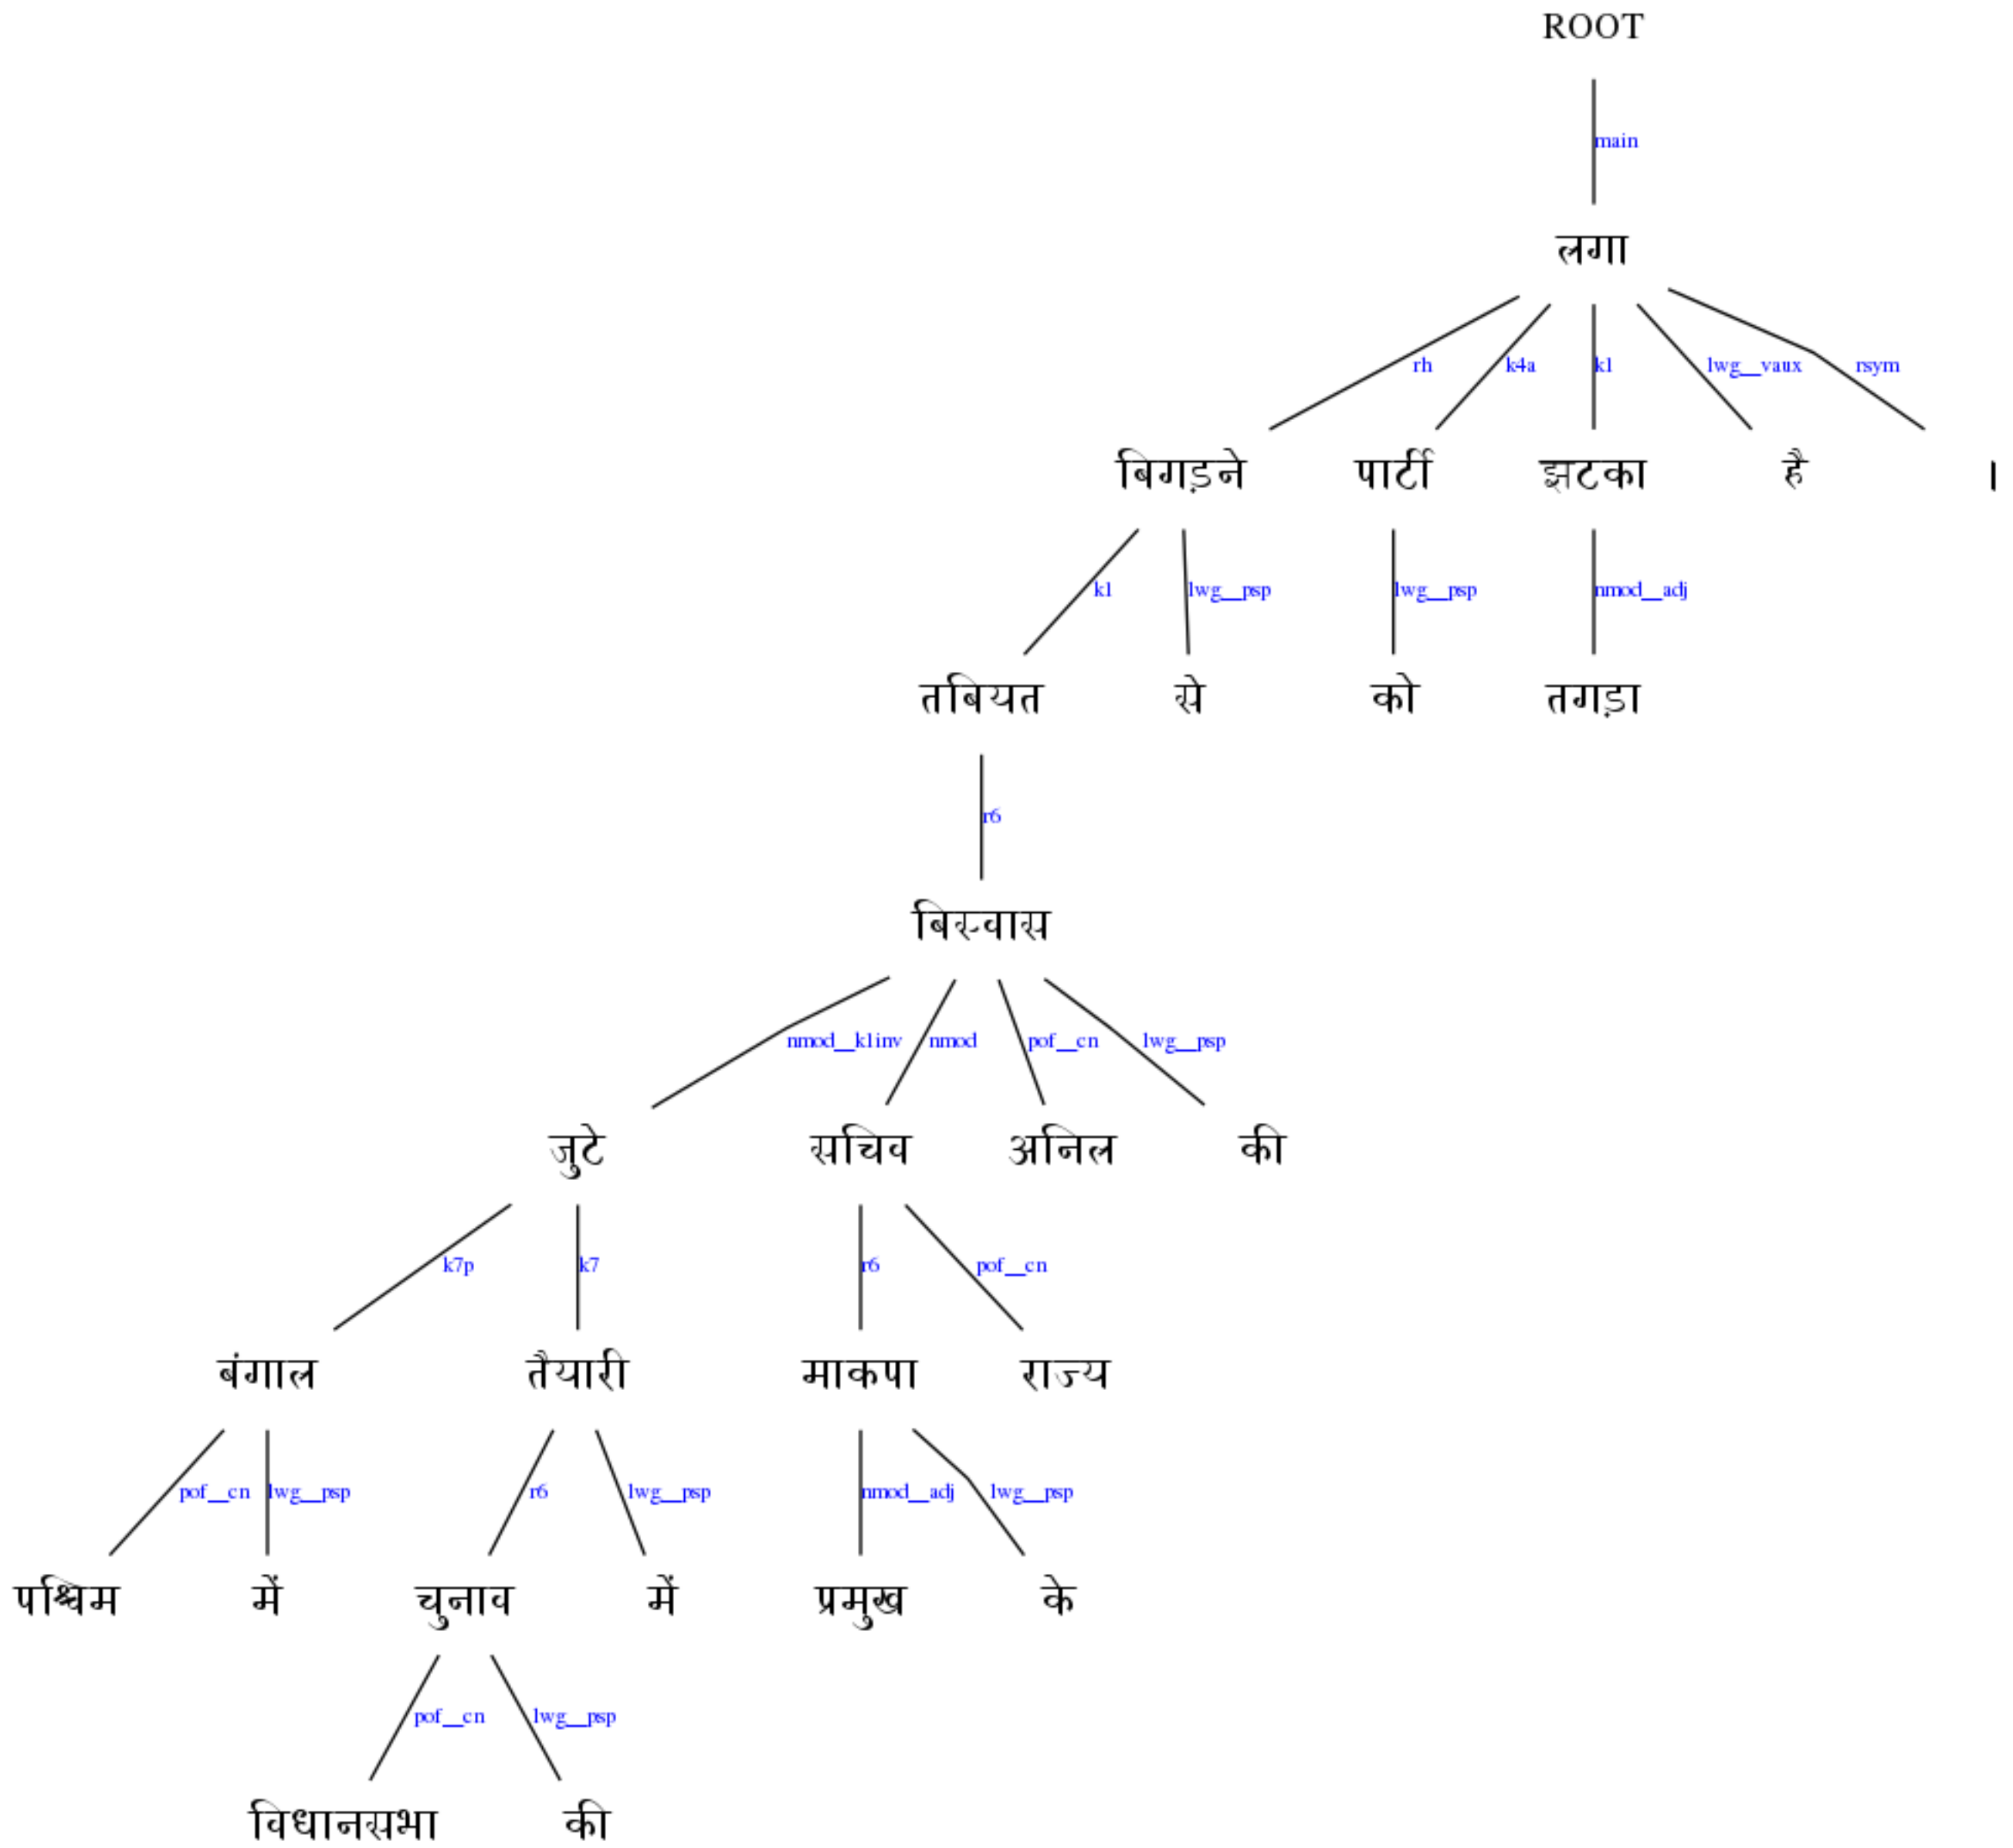 ROOT
main
लगा
rh k4a k1 lwg__vaux rsym
बिगड़ने पार्टी झटका है ।
k1 lwg__psp lwg__psp nmod__adj
तबियत से को तगड़ा
r6
बिस्वास
nmod__k1inv nmod pof__cn lwg__psp
जुटे सचिव अनिल की
k7p k7 r6 pof__cn
बंगाल तैयारी माकपा राज्य
pof__cn lwg__psp r6 lwg__psp nmod__adj lwg__psp
पश्चिम में चुनाव में प्रमुख के
pof__cn lwg__psp
विधानसभा की